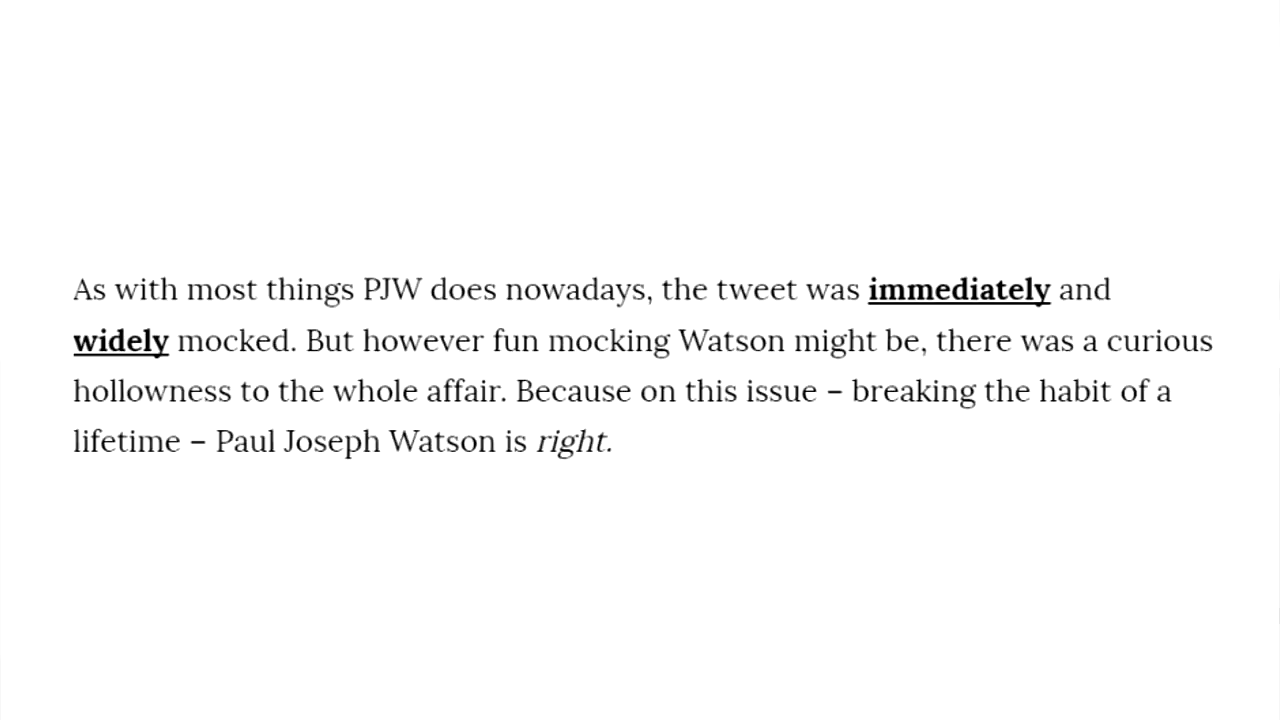 As with most things PJW does nowadays, the tweet was immediately and
widely mocked. But however fun mocking Watson might be, there was a curious
hollowness to the whole affair. Because on this issue – breaking the habit of a
lifetime – Paul Joseph Watson is right.